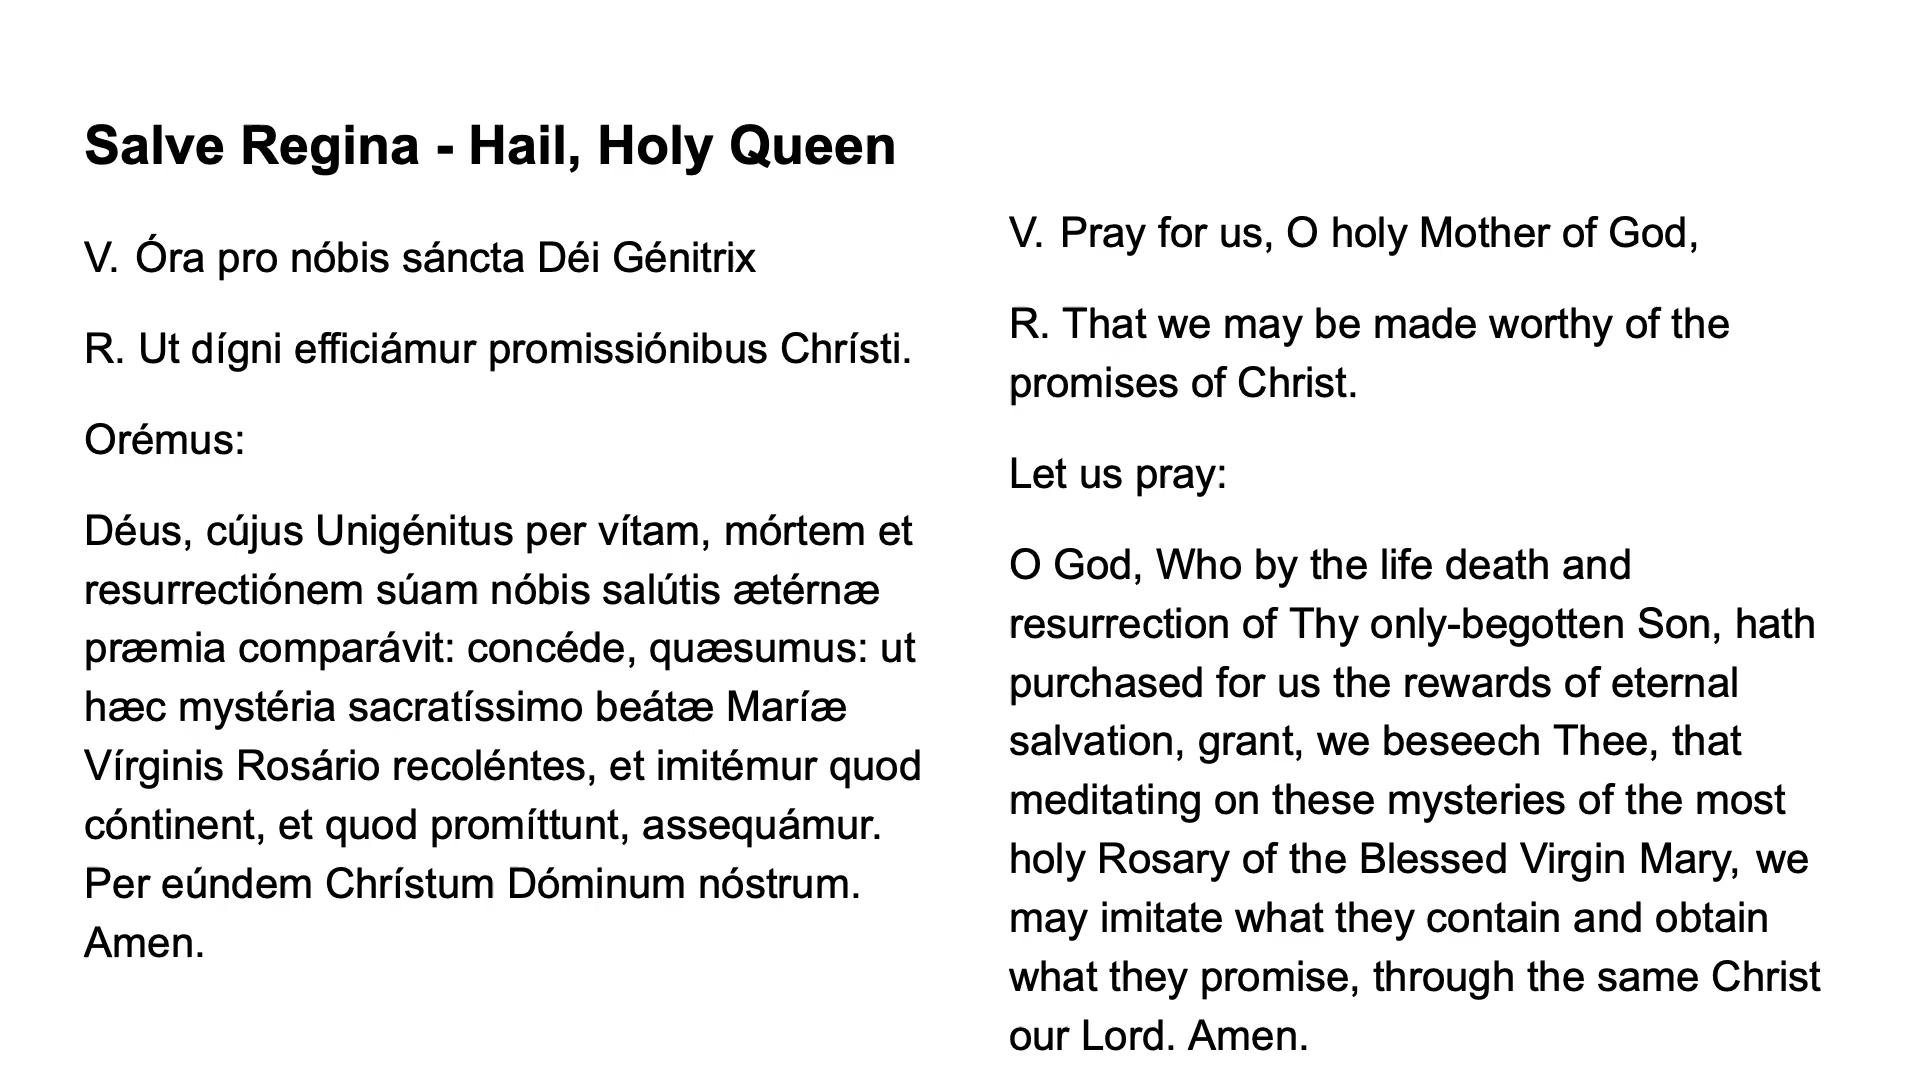 Salve Regina - Hail, Holy Queen
V. Óra pro nóbis sáncta Déi Génitrix
R. Ut dígni efficiámur promissiónibus Chrísti.
Orémus:
Déus, cújus Unigénitus per vítam, mórtem et
resurrectiónem súam nóbis salútis ætérnæ
præmia comparávit: concéde, quæsumus: ut
hæc mystéria sacratíssimo beátæ Maríæ
Vírginis Rosário recoléntes, et imitémur quod
cóntinent, et quod promíttunt, assequámur.
Per eúndem Chrístum Dóminum nóstrum.
Amen.
V. Pray for us, O holy Mother of God,
R. That we may be made worthy of the
promises of Christ.
Let us pray:
O God, Who by the life death and
resurrection of Thy only-begotten Son, hath
purchased for us the rewards of eternal
salvation, grant, we beseech Thee, that
meditating on these mysteries of the most
holy Rosary of the Blessed Virgin Mary, we
may imitate what they contain and obtain
what they promise, through the same Christ
our Lord. Amen.